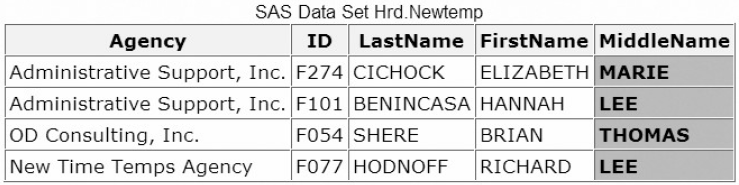 SAS Data Set Hrd.Newtemp
Agency ID LastName FirstName MiddleName
Administrative Support, Inc. F274 CICHOCK ELIZABETH MARIE
Administrative Support, Inc. F101 BENINCASA HANNAH LEE
OD Consulting, Inc. F054 SHERE BRIAN THOMAS
New Time Temps Agency F077 HODNOFF RICHARD LEE